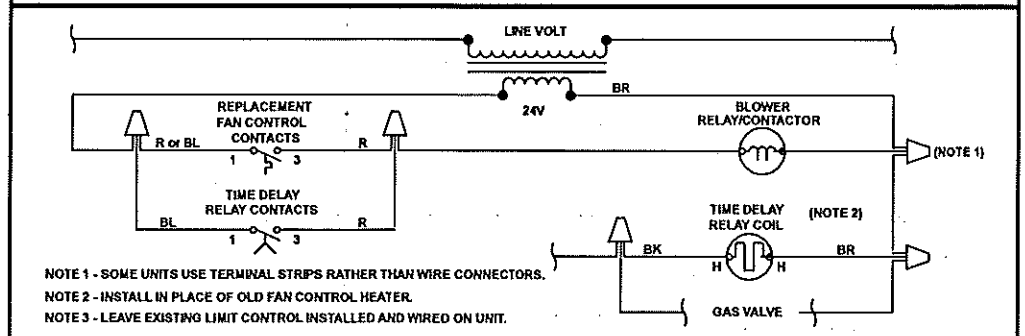 LINE VOLT
BR
24V
REPLACEMENT
FAN CONTROL
CONTACTS
BLOWER
RELAY/CONTACTOR
R or BL
1
3
R
(NOTE 1)
TIME DELAY
RELAY CONTACTS
BL
1
3
R
TIME DELAY
RELAY COIL
(NOTE 2)
BK
H
H
BR
GAS VALVE
NOTE 1 - SOME UNITS USE TERMINAL STRIPS RATHER THAN WIRE CONNECTORS.
NOTE 2 - INSTALL IN PLACE OF OLD FAN CONTROL HEATER.
NOTE 3 - LEAVE EXISTING LIMIT CONTROL INSTALLED AND WIRED ON UNIT.